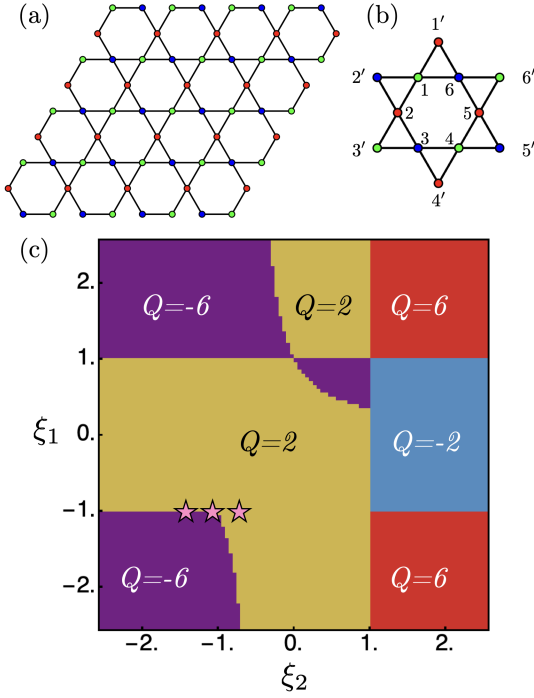 (a)
(b)
1′
2′ 6′
1 6
2 5
3 4
3′ 5′
4′
(c)
Q=-6 Q=2 Q=6
Q=2 Q=-2
Q=-6 Q=6
2.
1.
0.
-1.
-2.
ξ₁
-2. -1. 0. 1. 2.
ξ₂